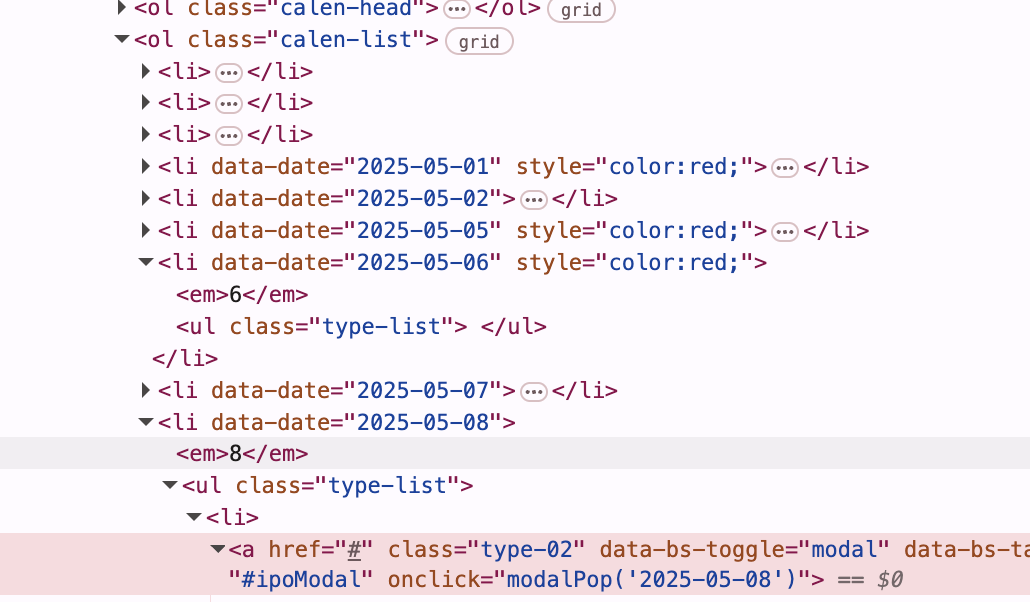 <ol class="calen-head">…</ol> grid
<ol class="calen-list"> grid
<li>…</li>
<li>…</li>
<li>…</li>
<li data-date="2025-05-01" style="color:red;">…</li>
<li data-date="2025-05-02">…</li>
<li data-date="2025-05-05" style="color:red;">…</li>
<li data-date="2025-05-06" style="color:red;">
<em>6</em>
<ul class="type-list"> </ul>
</li>
<li data-date="2025-05-07">…</li>
<li data-date="2025-05-08">
<em>8</em>
<ul class="type-list">
<li>
<a href="#" class="type-02" data-bs-toggle="modal" data-bs-ta
"#ipoModal" onclick="modalPop('2025-05-08')"> == $0